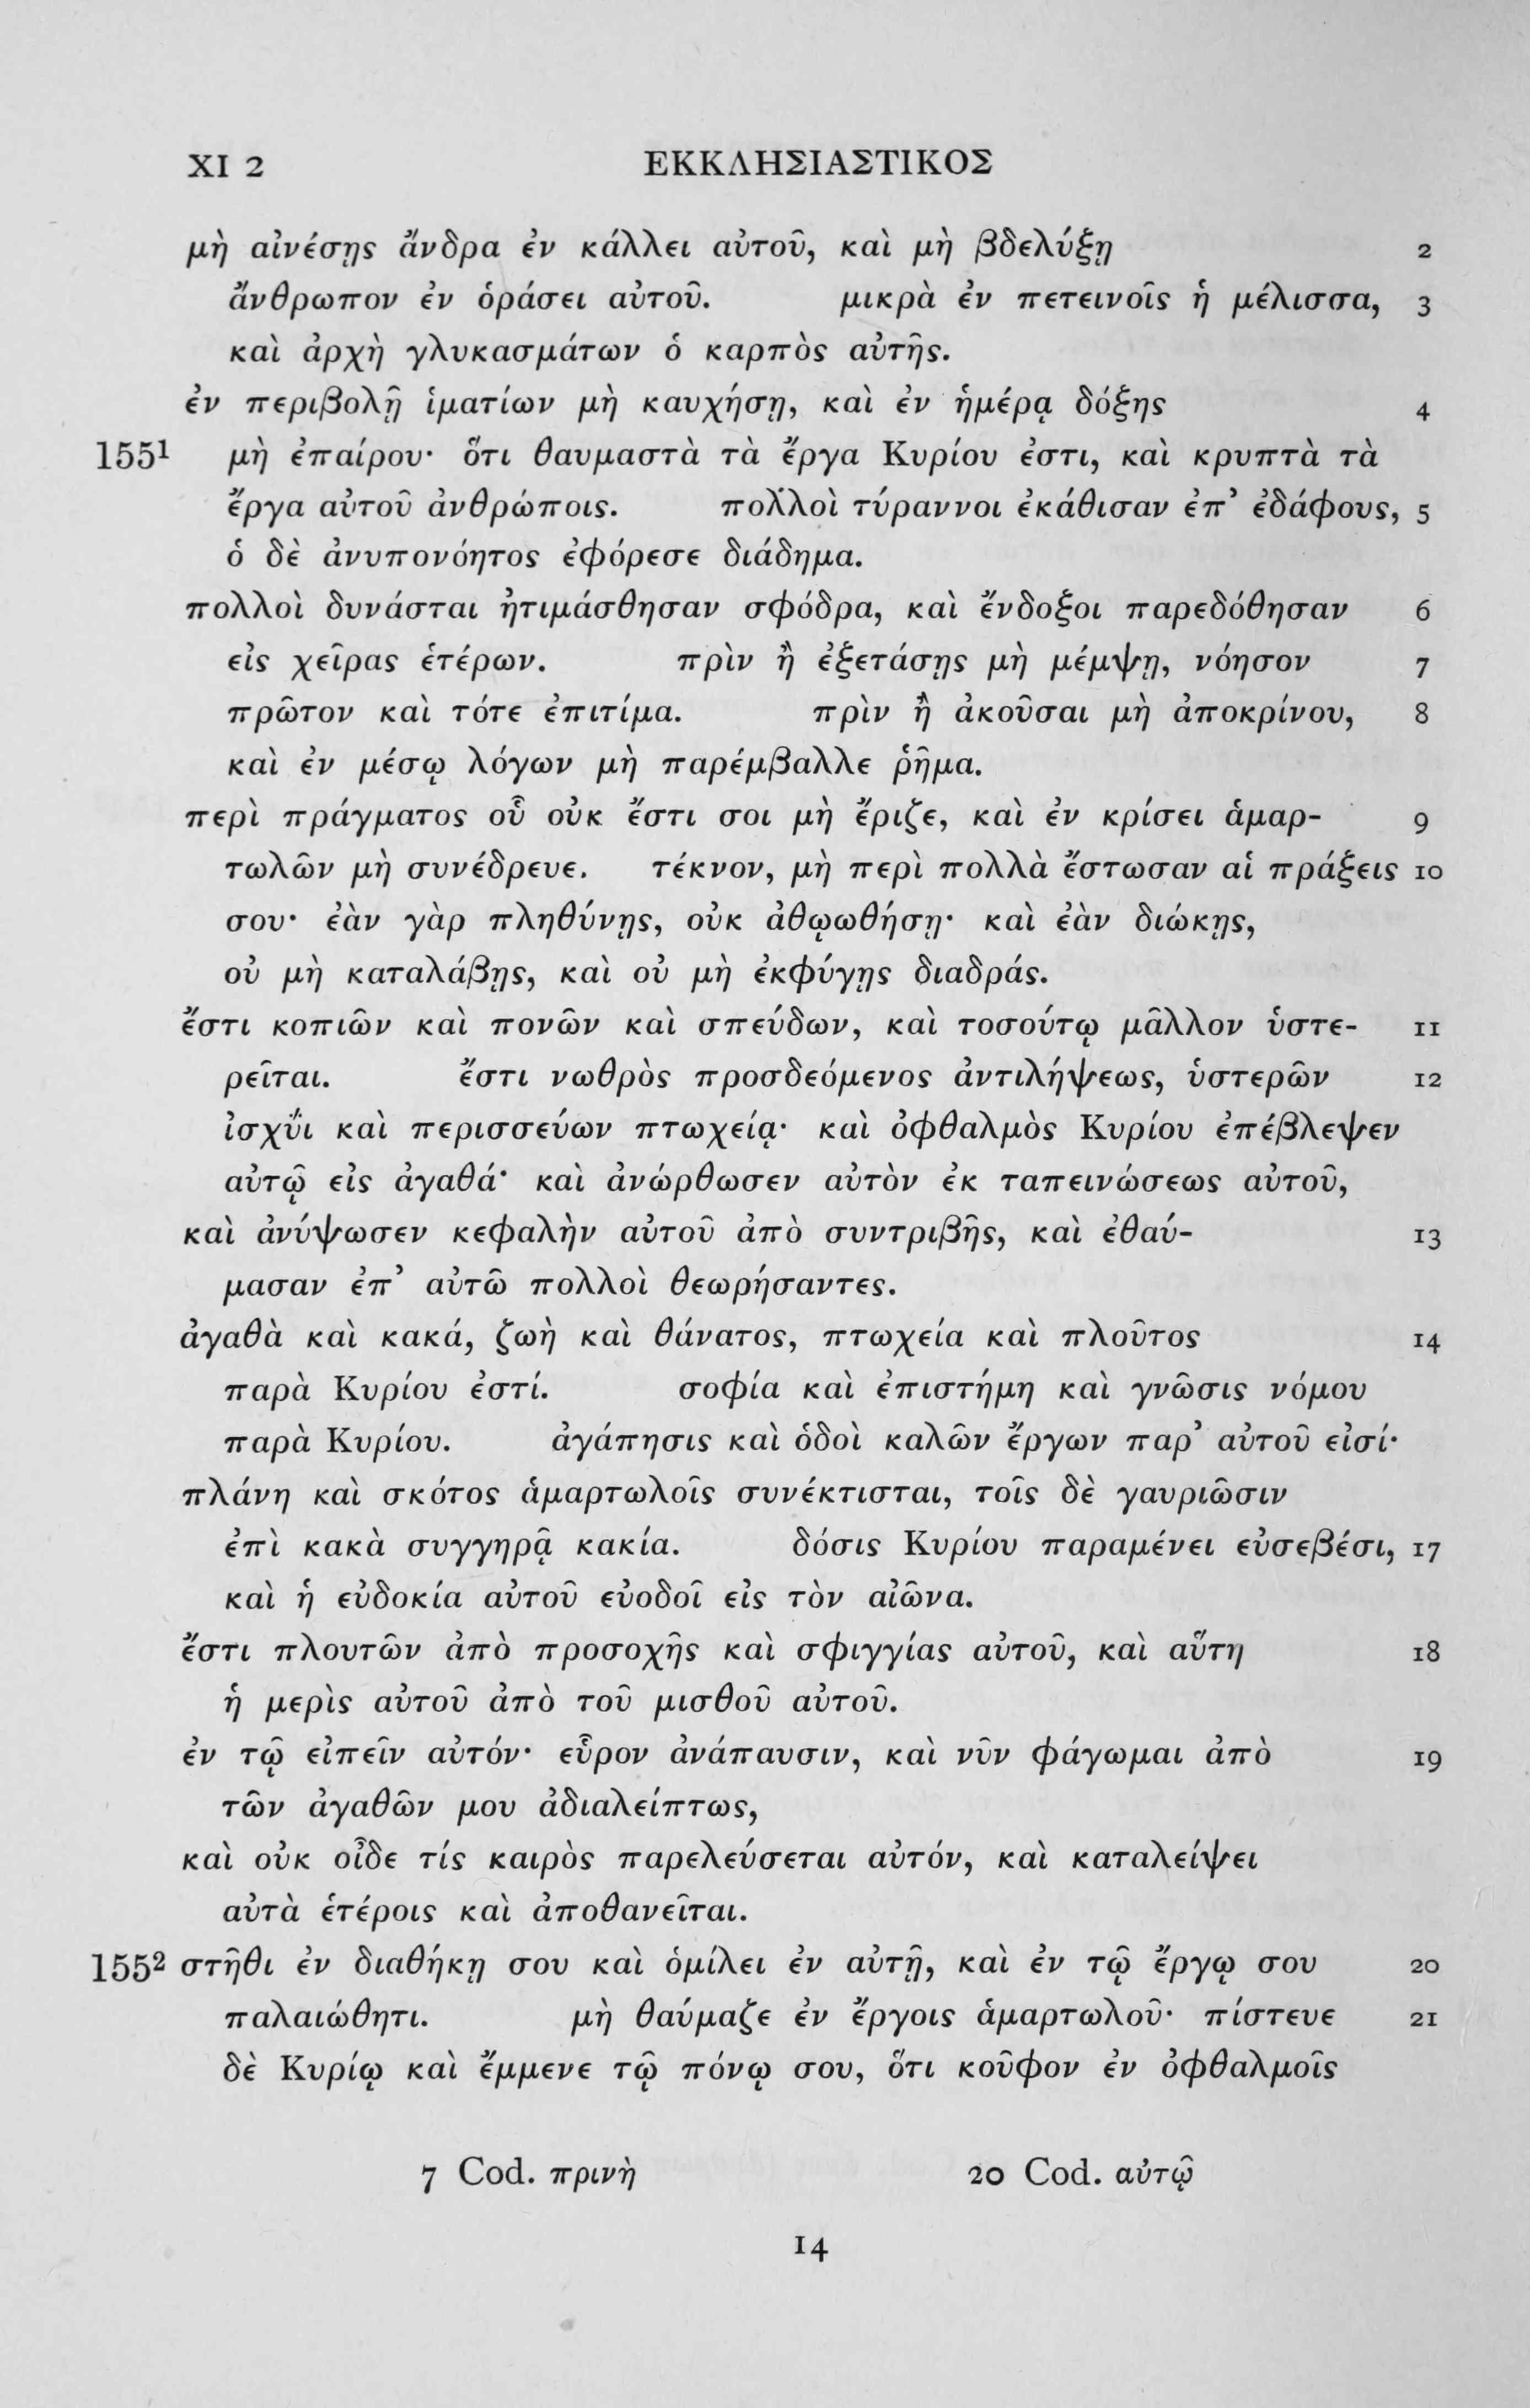 XI 2 ΕΚΚΛΗΣΙΑΣΤΙΚΟΣ
μὴ αἰνέσῃς ἄνδρα ἐν κάλλει αὐτοῦ, καὶ μὴ βδελύξῃ 2
ἄνθρωπον ἐν ὁράσει αὐτοῦ. μικρὰ ἐν πετεινοῖς ἡ μέλισσα, 3
καὶ ἀρχὴ γλυκασμάτων ὁ καρπὸς αὐτῆς.
ἐν περιβολῇ ἱματίων μὴ καυχήσῃ, καὶ ἐν ἡμέρᾳ δόξης 4
155¹ μὴ ἐπαίρου· ὅτι θαυμαστὰ τὰ ἔργα Κυρίου ἐστι, καὶ κρυπτὰ τὰ
ἔργα αὐτοῦ ἀνθρώποις. πολλοὶ τύραννοι ἐκάθισαν ἐπ’ ἐδάφους, 5
ὁ δὲ ἀνυπονόητος ἐφόρεσε διάδημα.
πολλοὶ δυνάσται ἠτιμάσθησαν σφόδρα, καὶ ἔνδοξοι παρεδόθησαν 6
εἰς χεῖρας ἑτέρων. πρὶν ἢ ἐξετάσῃς μὴ μέμψῃ, νόησον 7
πρῶτον καὶ τότε ἐπιτίμα. πρὶν ἢ ἀκοῦσαι μὴ ἀποκρίνου, 8
καὶ ἐν μέσῳ λόγων μὴ παρέμβαλλε ῥῆμα.
περὶ πράγματος οὗ οὐκ ἔστι σοι μὴ ἔριζε, καὶ ἐν κρίσει ἁμαρ- 9
τωλῶν μὴ συνέδρευε. τέκνον, μὴ περὶ πολλὰ ἔστωσαν αἱ πράξεις 10
σου· ἐὰν γὰρ πληθύνῃς, οὐκ ἀθῳωθήσῃ· καὶ ἐὰν διώκῃς,
οὐ μὴ καταλάβῃς, καὶ οὐ μὴ ἐκφύγῃς διαδράς.
ἔστι κοπιῶν καὶ πονῶν καὶ σπεύδων, καὶ τοσούτῳ μᾶλλον ὑστε- 11
ρεῖται. ἔστι νωθρὸς προσδεόμενος ἀντιλήψεως, ὑστερῶν 12
ἰσχΰι καὶ περισσεύων πτωχείᾳ· καὶ ὀφθαλμὸς Κυρίου ἐπέβλεψεν
αὐτῷ εἰς ἀγαθά· καὶ ἀνώρθωσεν αὐτὸν ἐκ ταπεινώσεως αὐτοῦ,
καὶ ἀνύψωσεν κεφαλὴν αὐτοῦ ἀπὸ συντριβῆς, καὶ ἐθαύ- 13
μασαν ἐπ’ αὐτῶ πολλοὶ θεωρήσαντες.
ἀγαθὰ καὶ κακά, ζωὴ καὶ θάνατος, πτωχεία καὶ πλοῦτος 14
παρὰ Κυρίου ἐστί. σοφία καὶ ἐπιστήμη καὶ γνῶσις νόμου
παρὰ Κυρίου. ἀγάπησις καὶ ὁδοὶ καλῶν ἔργων παρ’ αὐτοῦ εἰσί·
πλάνη καὶ σκότος ἁμαρτωλοῖς συνέκτισται, τοῖς δὲ γαυριῶσιν
ἐπὶ κακὰ συγγηρᾷ κακία. δόσις Κυρίου παραμένει εὐσεβέσι, 17
καὶ ἡ εὐδοκία αὐτοῦ εὐοδοῖ εἰς τὸν αἰῶνα.
ἔστι πλουτῶν ἀπὸ προσοχῆς καὶ σφιγγίας αὐτοῦ, καὶ αὕτη 18
ἡ μερὶς αὐτοῦ ἀπὸ τοῦ μισθοῦ αὐτοῦ.
ἐν τῷ εἰπεῖν αὐτόν· εὗρον ἀνάπαυσιν, καὶ νῦν φάγωμαι ἀπὸ 19
τῶν ἀγαθῶν μου ἀδιαλείπτως,
καὶ οὐκ οἶδε τίς καιρὸς παρελεύσεται αὐτόν, καὶ καταλείψει
αὐτὰ ἑτέροις καὶ ἀποθανεῖται.
155² στῆθι ἐν διαθήκῃ σου καὶ ὁμίλει ἐν αὐτῇ, καὶ ἐν τῷ ἔργῳ σου 20
παλαιώθητι. μὴ θαύμαζε ἐν ἔργοις ἁμαρτωλοῦ· πίστευε 21
δὲ Κυρίῳ καὶ ἔμμενε τῷ πόνῳ σου, ὅτι κοῦφον ἐν ὀφθαλμοῖς
7 Cod. πρινὴ 20 Cod. αὐτῷ
14